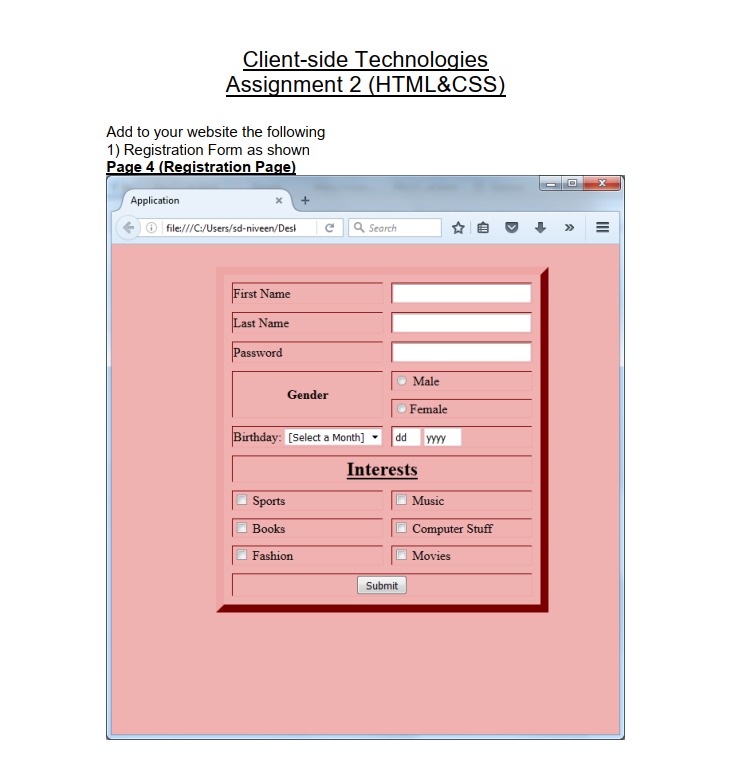 Client-side Technologies
Assignment 2 (HTML&CSS)
Add to your website the following
1) Registration Form as shown
Page 4 (Registration Page)
Application
file:///C:/Users/sd-niveen/Desk
Search
First Name
Last Name
Password
Gender
Male
Female
Birthday: [Select a Month] dd yyyy
Interests
Sports Music
Books Computer Stuff
Fashion Movies
Submit